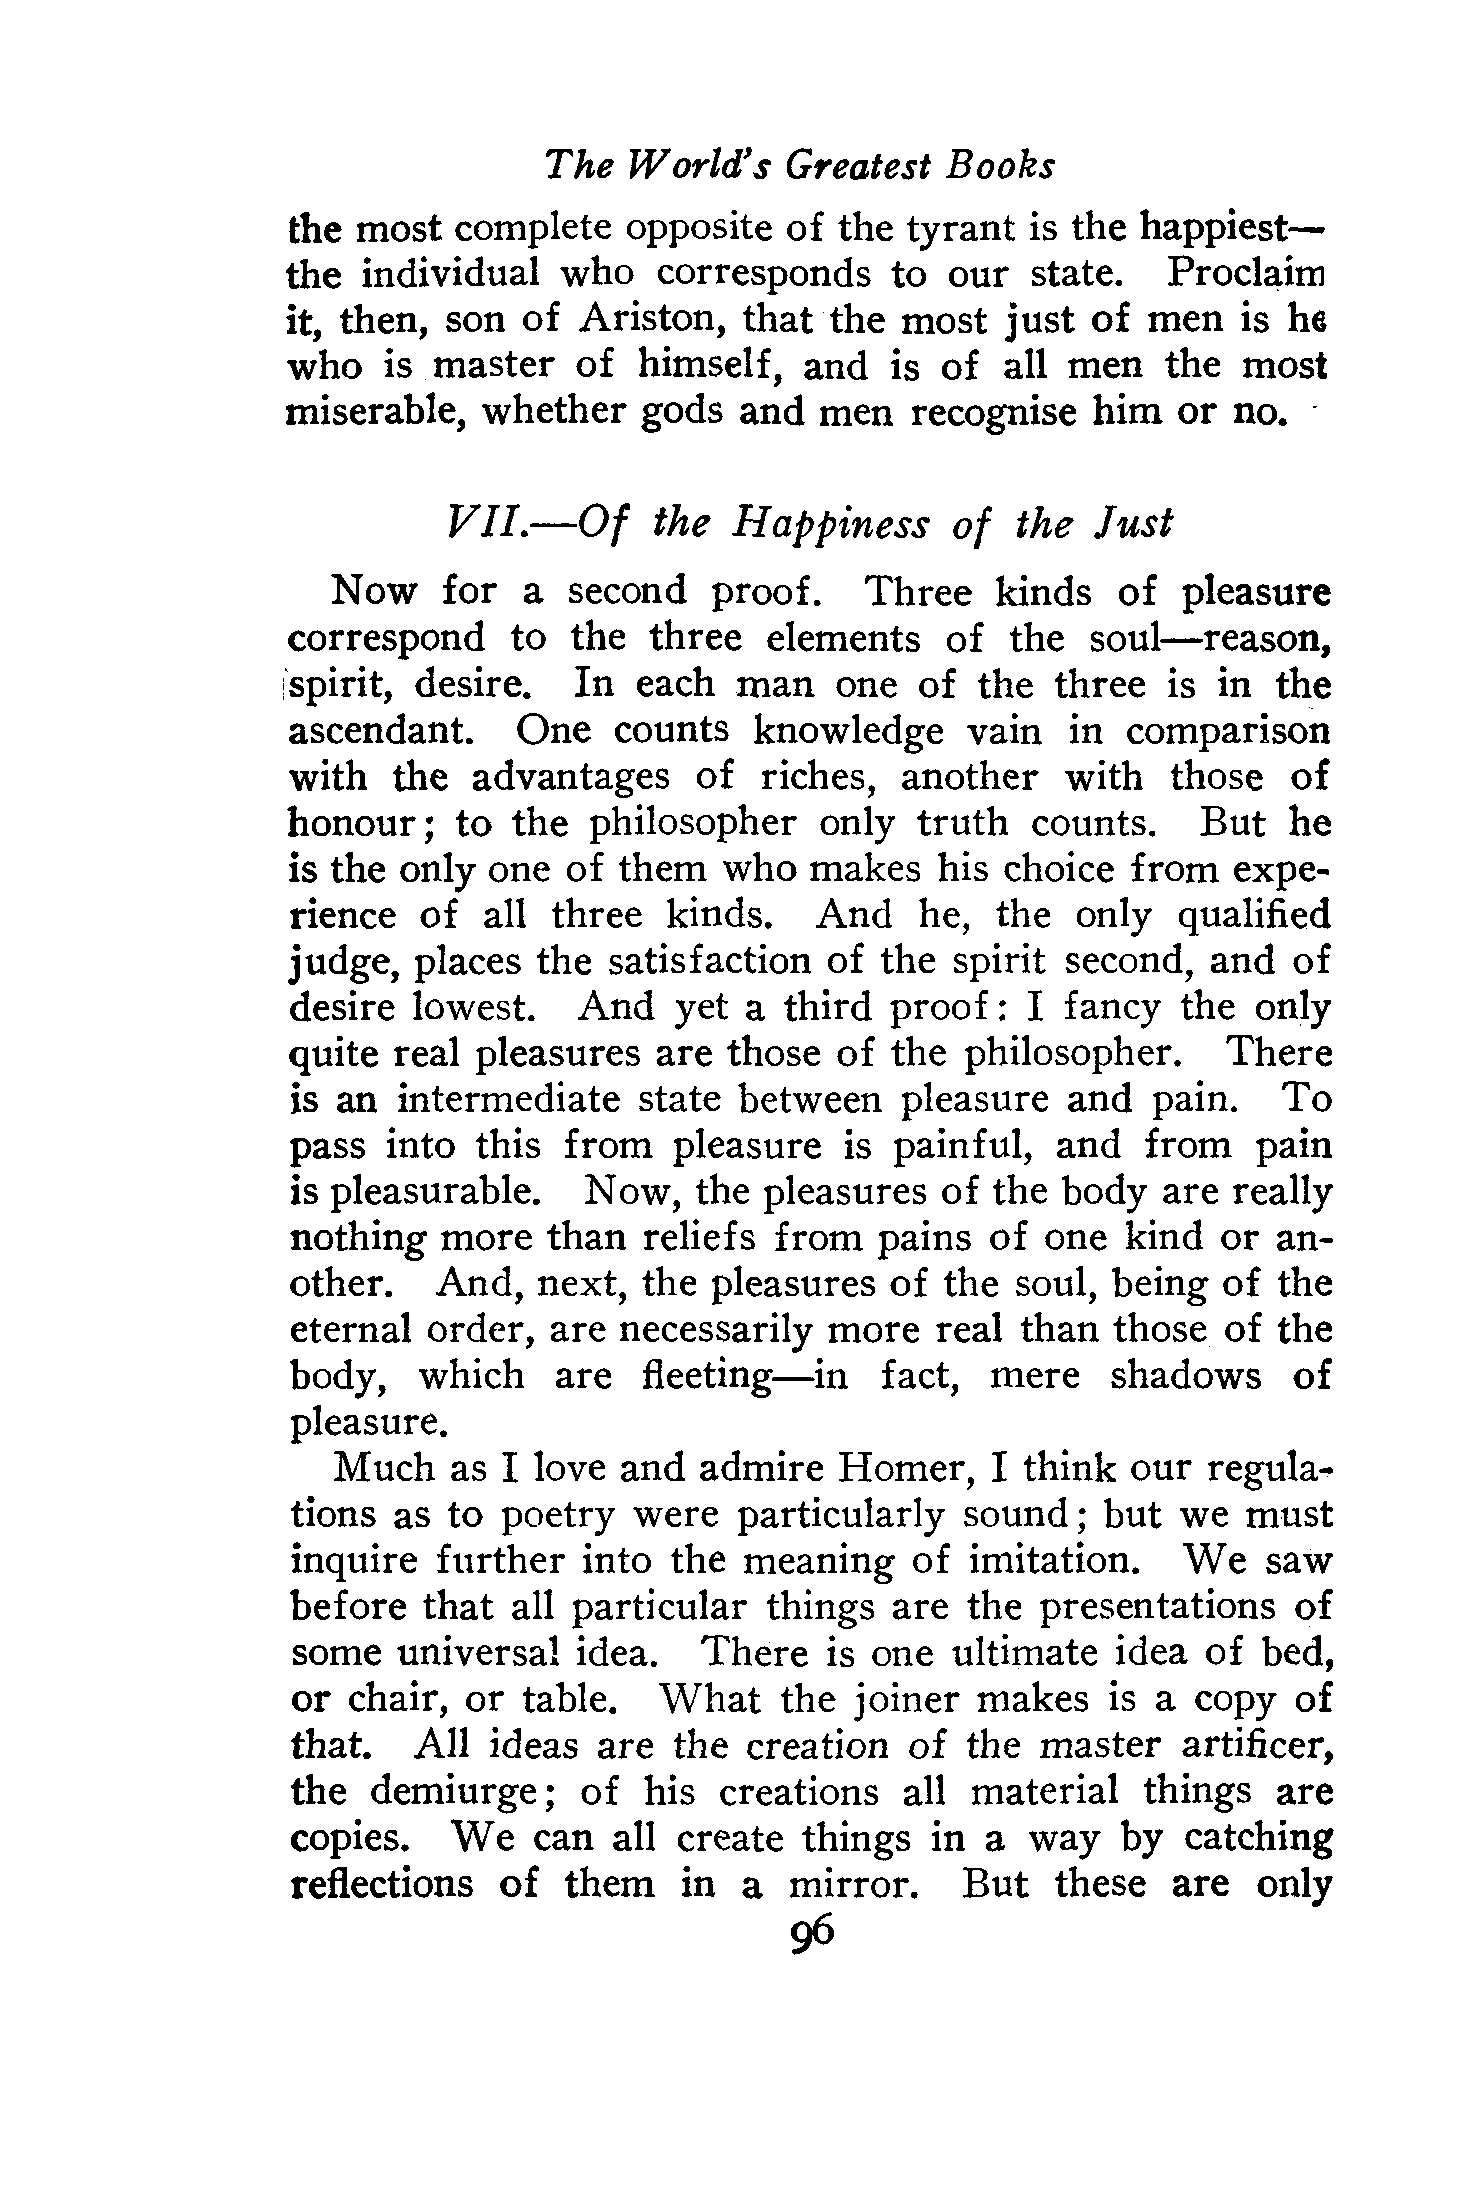 The World's Greatest Books
the most complete opposite of the tyrant is the happiest—
the individual who corresponds to our state. Proclaim
it, then, son of Ariston, that the most just of men is he
who is master of himself, and is of all men the most
miserable, whether gods and men recognise him or no.
VII.—Of the Happiness of the Just
Now for a second proof. Three kinds of pleasure
correspond to the three elements of the soul—reason,
spirit, desire. In each man one of the three is in the
ascendant. One counts knowledge vain in comparison
with the advantages of riches, another with those of
honour; to the philosopher only truth counts. But he
is the only one of them who makes his choice from expe-
rience of all three kinds. And he, the only qualified
judge, places the satisfaction of the spirit second, and of
desire lowest. And yet a third proof: I fancy the only
quite real pleasures are those of the philosopher. There
is an intermediate state between pleasure and pain. To
pass into this from pleasure is painful, and from pain
is pleasurable. Now, the pleasures of the body are really
nothing more than reliefs from pains of one kind or an-
other. And, next, the pleasures of the soul, being of the
eternal order, are necessarily more real than those of the
body, which are fleeting—in fact, mere shadows of
pleasure.
Much as I love and admire Homer, I think our regula-
tions as to poetry were particularly sound; but we must
inquire further into the meaning of imitation. We saw
before that all particular things are the presentations of
some universal idea. There is one ultimate idea of bed,
or chair, or table. What the joiner makes is a copy of
that. All ideas are the creation of the master artificer,
the demiurge; of his creations all material things are
copies. We can all create things in a way by catching
reflections of them in a mirror. But these are only
96